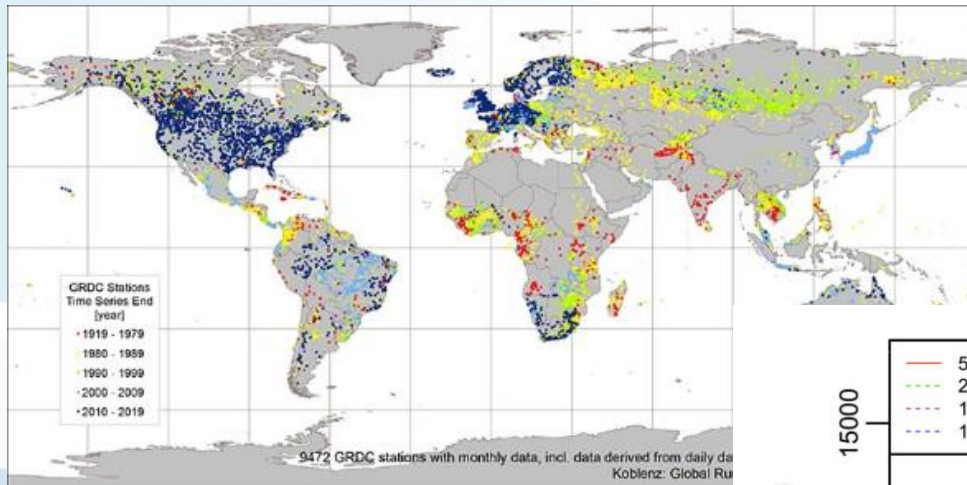 GRDC Stations
Time Series End
[year]
1919 - 1979
1980 - 1989
1990 - 1999
2000 - 2009
2010 - 2019
9472 GRDC stations with monthly data, incl. data derived from daily da
Koblenz: Global Ru
15000
5
2
1
1